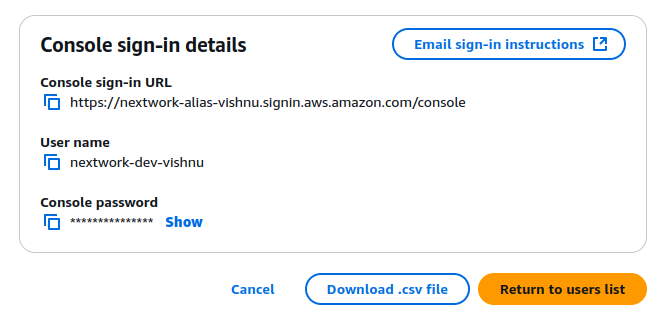 Console sign-in details
Email sign-in instructions
Console sign-in URL
https://nextwork-alias-vishnu.signin.aws.amazon.com/console
User name
nextwork-dev-vishnu
Console password
*************** Show
Cancel
Download .csv file
Return to users list